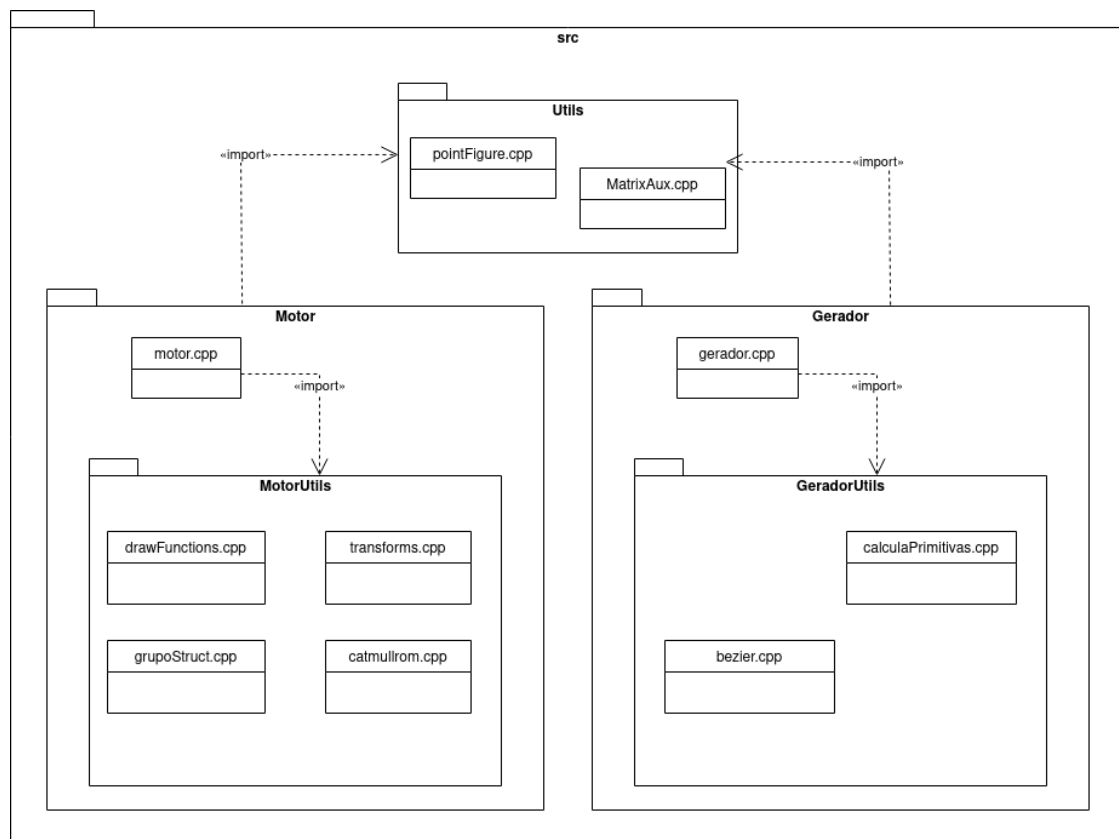 src
Utils
pointFigure.cpp
MatrixAux.cpp
«import»
«import»
Motor
motor.cpp
«import»
MotorUtils
drawFunctions.cpp
transforms.cpp
grupoStruct.cpp
catmullrom.cpp
Gerador
gerador.cpp
«import»
GeradorUtils
calculaPrimitivas.cpp
bezier.cpp